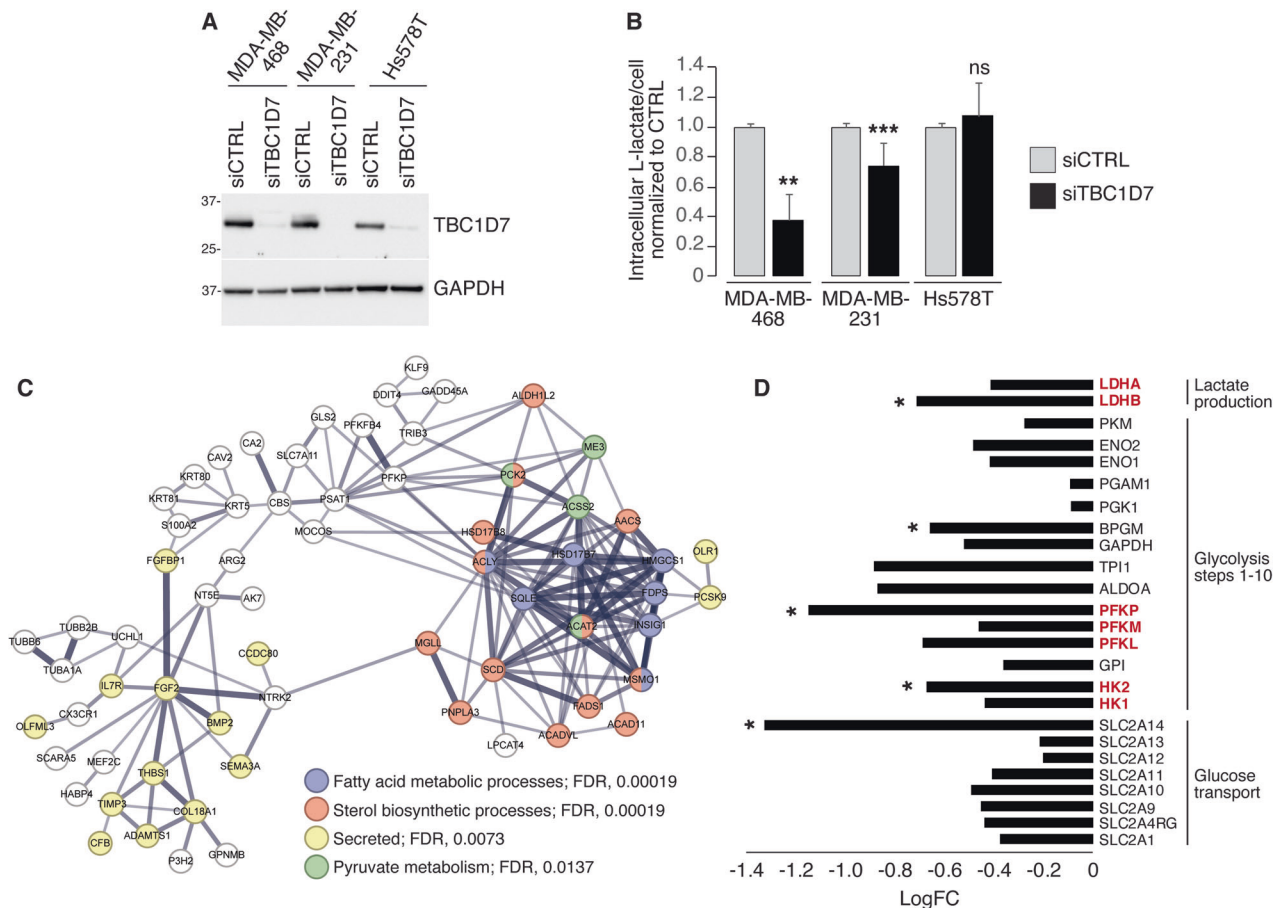 A
MDA-MB-
468
MDA-MB-
231
Hs578T
siCTRL
siTBC1D7
siCTRL
siTBC1D7
siCTRL
siTBC1D7
37-
25-
37-
TBC1D7
GAPDH
B
Intracellular L-lactate/cell
normalized to CTRL
1.4
1.2
1.0
0.8
0.6
0.4
0.2
0
**
***
ns
MDA-MB-
468
MDA-MB-
231
Hs578T
siCTRL
siTBC1D7
C
KLF9
DDIT4
GADD45A
ALDH1L2
GLS2
PFKFB4
TRIB3
CA2
SLC7A11
ME3
CAV2
PFKP
PCK2
KRT80
KRT81
KRT5
CBS
PSAT1
ACSS2
S100A2
MOCOS
HSD17B8
AACS
FGFBP1
ARG2
ACLY
HSD17B7
HMGCS1
OLR1
NT5E
AK7
SQLE
FDPS
PCSK9
TUBB2B
TUBB6
UCHL1
ACAT2
INSIG1
TUBA1A
CCDC80
MGLL
SCD
MSMO1
IL7R
FGF2
NTRK2
CX3CR1
OLFML3
BMP2
PNPLA3
FADS1
ACAD11
SCARA5
MEF2C
SEMA3A
LPCAT4
ACADVL
HABP4
THBS1
TIMP3
COL18A1
CFB
ADAMTS1
P3H2
GPNMB
Fatty acid metabolic processes; FDR, 0.00019
Sterol biosynthetic processes; FDR, 0.00019
Secreted; FDR, 0.0073
Pyruvate metabolism; FDR, 0.0137
D
LDHA
* LDHB
PKM
ENO2
ENO1
PGAM1
PGK1
* BPGM
GAPDH
TPI1
ALDOA
* PFKP
PFKM
PFKL
GPI
* HK2
HK1
* SLC2A14
SLC2A13
SLC2A12
SLC2A11
SLC2A10
SLC2A9
SLC2A4RG
SLC2A1
Lactate
production
Glycolysis
steps 1-10
Glucose
transport
-1.4 -1.2 -1.0 -0.8 -0.6 -0.4 -0.2 0
LogFC